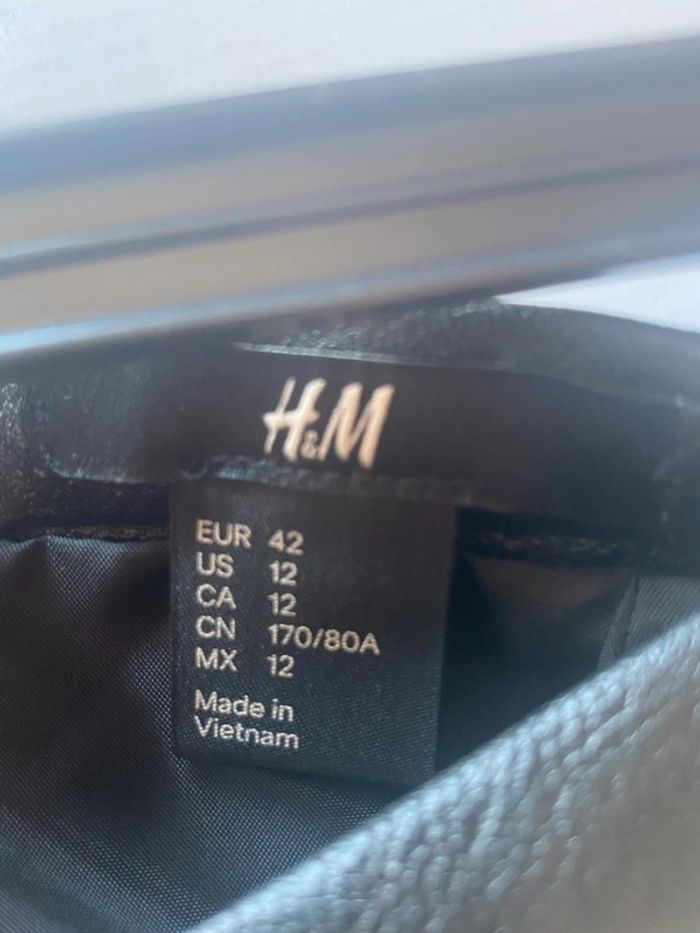 H&M
EUR 42
US 12
CA 12
CN 170/80A
MX 12
Made in
Vietnam